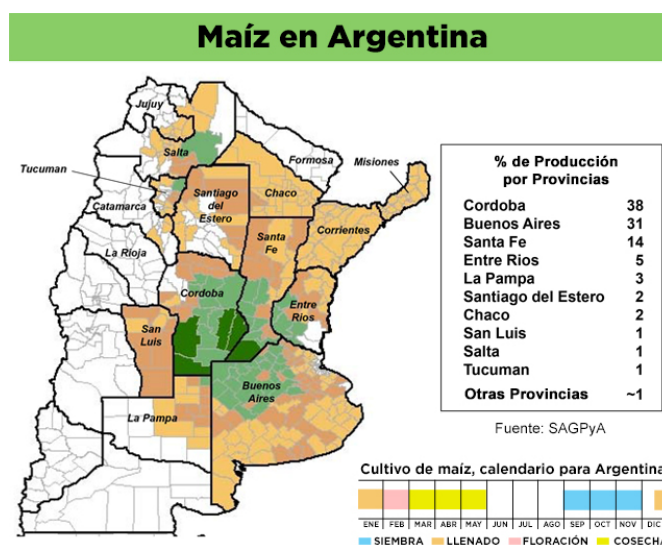 Maíz en Argentina
Jujuy
Salta
Formosa
Misiones
Tucuman
Chaco
Santiago
del
Estero
Catamarca
Corrientes
Santa
Fe
La Rioja
Cordoba
Entre
Rios
San
Luis
Buenos
Aires
La Pampa
% de Producción
por Provincias
Cordoba 38
Buenos Aires 31
Santa Fe 14
Entre Rios 5
La Pampa 3
Santiago del Estero 2
Chaco 2
San Luis 1
Salta 1
Tucuman 1
Otras Provincias ~1
Fuente: SAGPyA
Cultivo de maíz, calendario para Argentina
ENE FEB MAR ABR MAY JUN JUL AGO SEP OCT NOV DIC
SIEMBRA LLENADO FLORACIÓN COSECHA